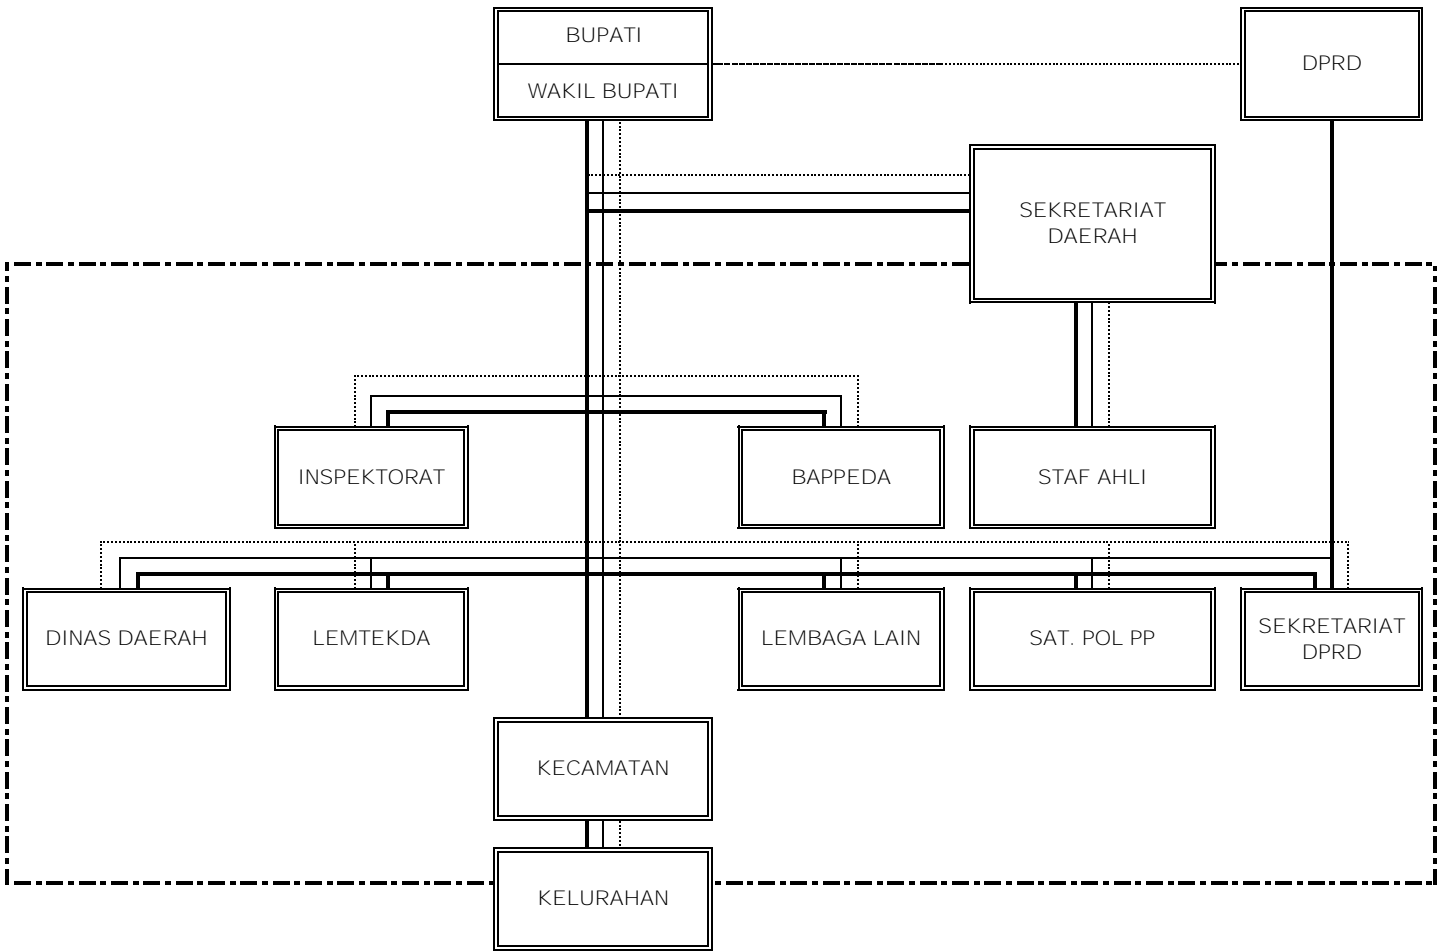 BUPATI
WAKIL BUPATI
DPRD
SEKRETARIAT
DAERAH
INSPEKTORAT
BAPPEDA
STAF AHLI
DINAS DAERAH
LEMTEKDA
LEMBAGA LAIN
SAT. POL PP
SEKRETARIAT
DPRD
KECAMATAN
KELURAHAN